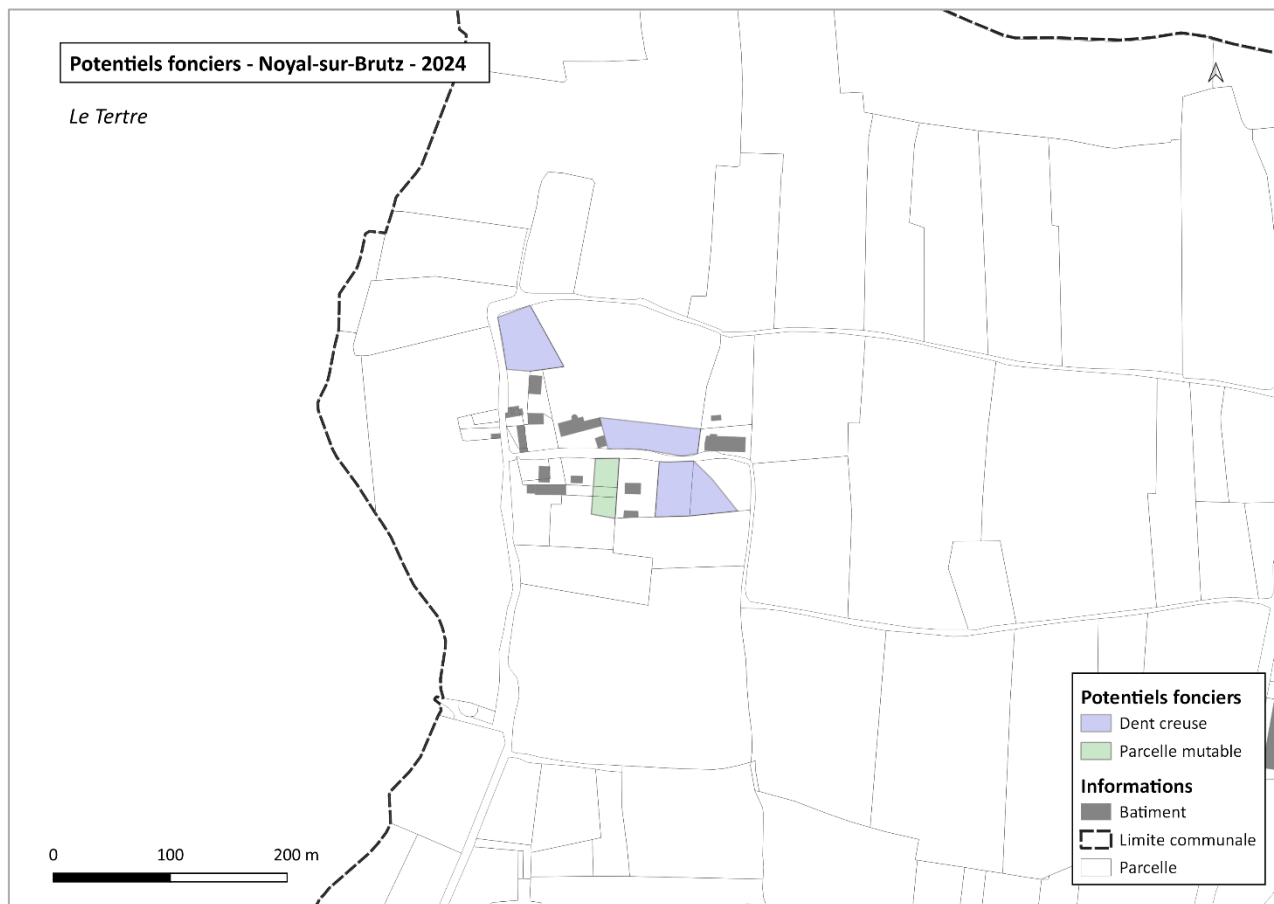 Potentiels fonciers - Noyal-sur-Brutz - 2024
Le Tertre
Potentiels fonciers
Dent creuse
Parcelle mutable
Informations
Batiment
Limite communale
Parcelle
0 100 200 m